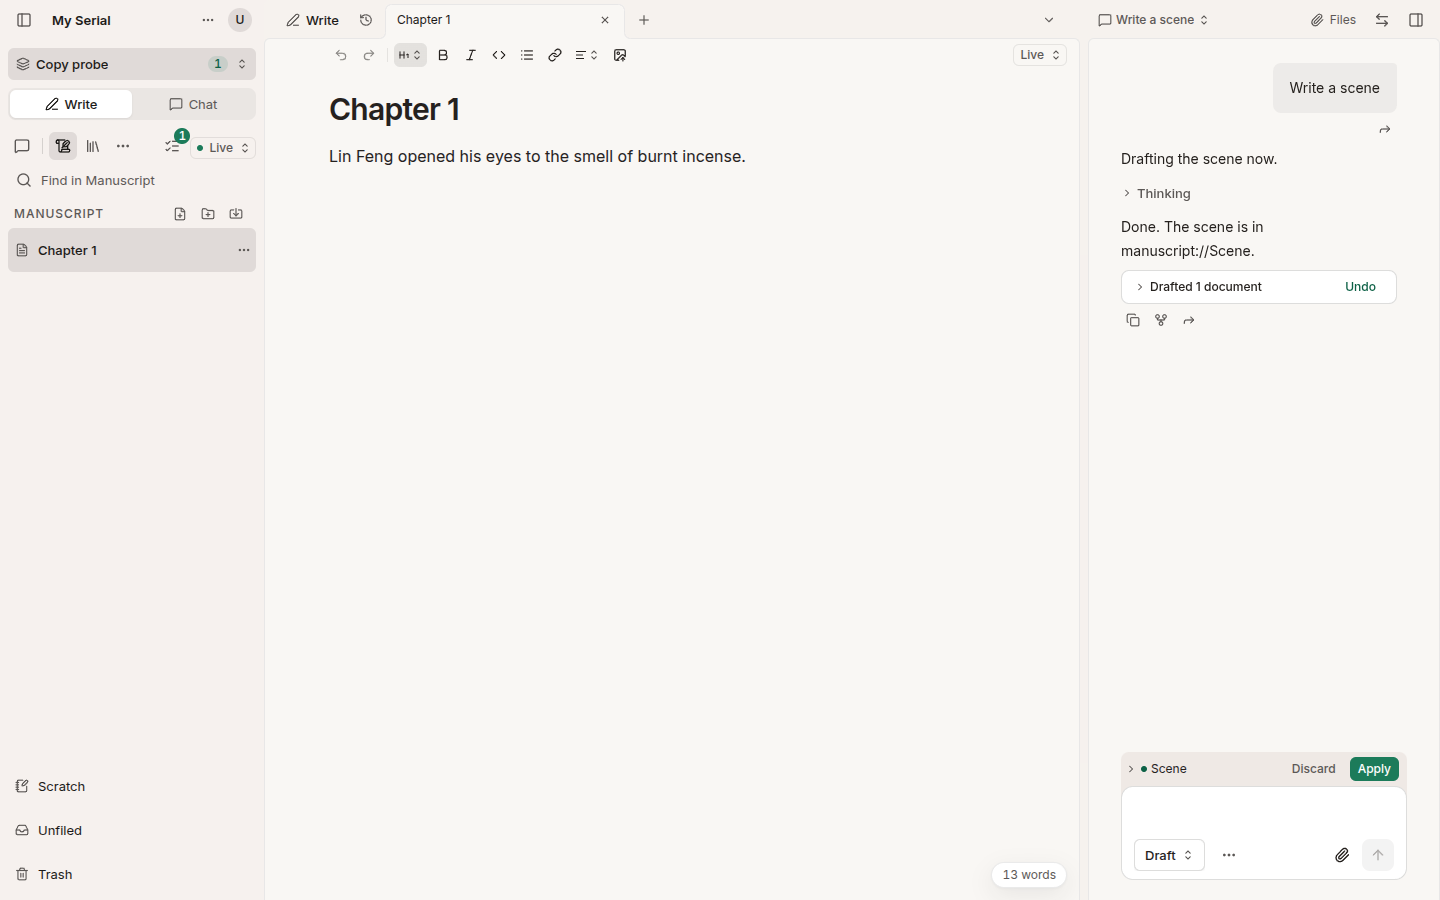 My Serial
U
Copy probe
1
Write
Chat
1
Live
Find in Manuscript
MANUSCRIPT
Chapter 1
Scratch
Unfiled
Trash
Write
Chapter 1
H1
B
I
Live
Chapter 1
Lin Feng opened his eyes to the smell of burnt incense.
13 words
Write a scene
Files
Write a scene
Drafting the scene now.
Thinking
Done. The scene is in
manuscript://Scene.
Drafted 1 document
Undo
Scene
Discard
Apply
Draft